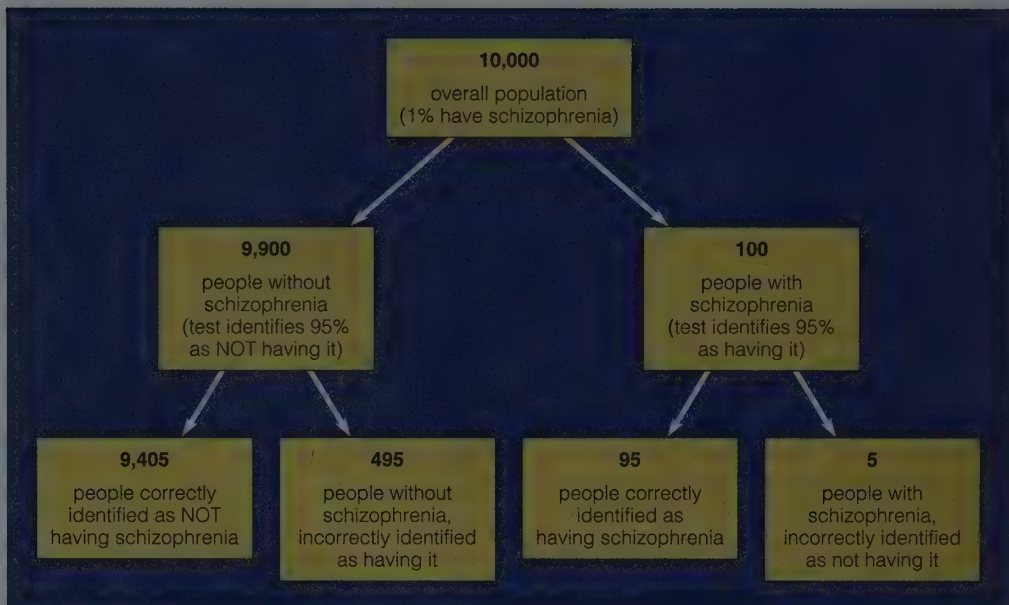 10,000
overall population
(1% have schizophrenia)
9,900
people without
schizophrenia
(test identifies 95%
as NOT having it)
100
people with
schizophrenia
(test identifies 95%
as having it)
9,405
people correctly
identified as NOT
having schizophrenia
495
people without
schizophrenia,
incorrectly identified
as having it
95
people correctly
identified as
having schizophrenia
5
people with
schizophrenia,
incorrectly identified
as not having it